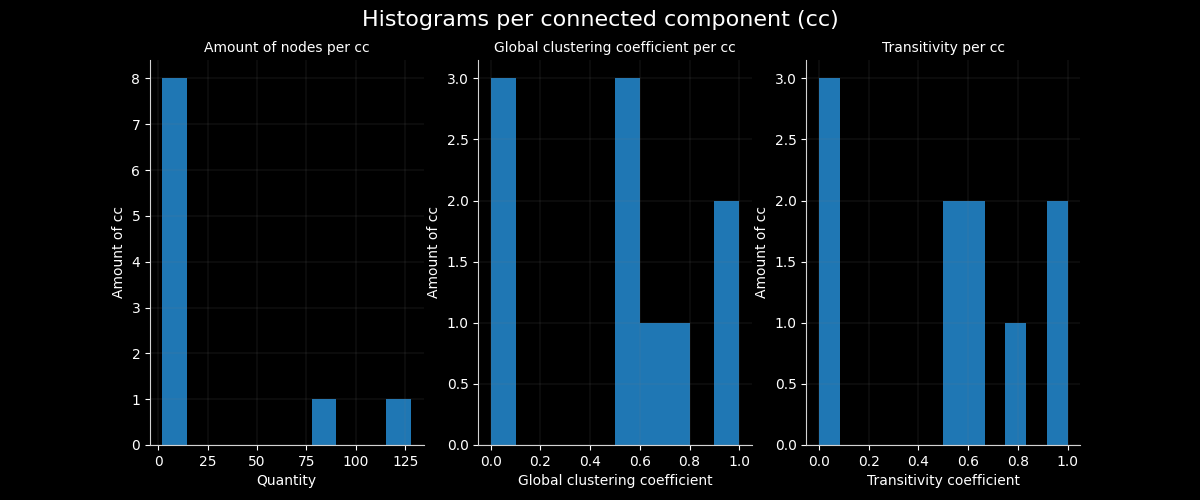 Histograms per connected component (cc)
Amount of nodes per cc
Amount of cc
8
7
6
5
4
3
2
1
0
0 25 50 75 100 125
Quantity
Global clustering coefficient per cc
Amount of cc
3.0
2.5
2.0
1.5
1.0
0.5
0.0
0.0 0.2 0.4 0.6 0.8 1.0
Global clustering coefficient
Transitivity per cc
Amount of cc
3.0
2.5
2.0
1.5
1.0
0.5
0.0
0.0 0.2 0.4 0.6 0.8 1.0
Transitivity coefficient